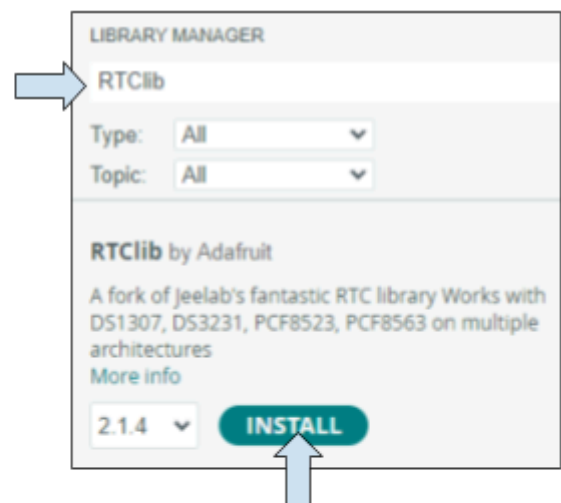 LIBRARY MANAGER
RTClib
Type: All
Topic: All
RTClib by Adafruit
A fork of Jeelab's fantastic RTC library Works with
DS1307, DS3231, PCF8523, PCF8563 on multiple
architectures
More info
2.1.4 INSTALL